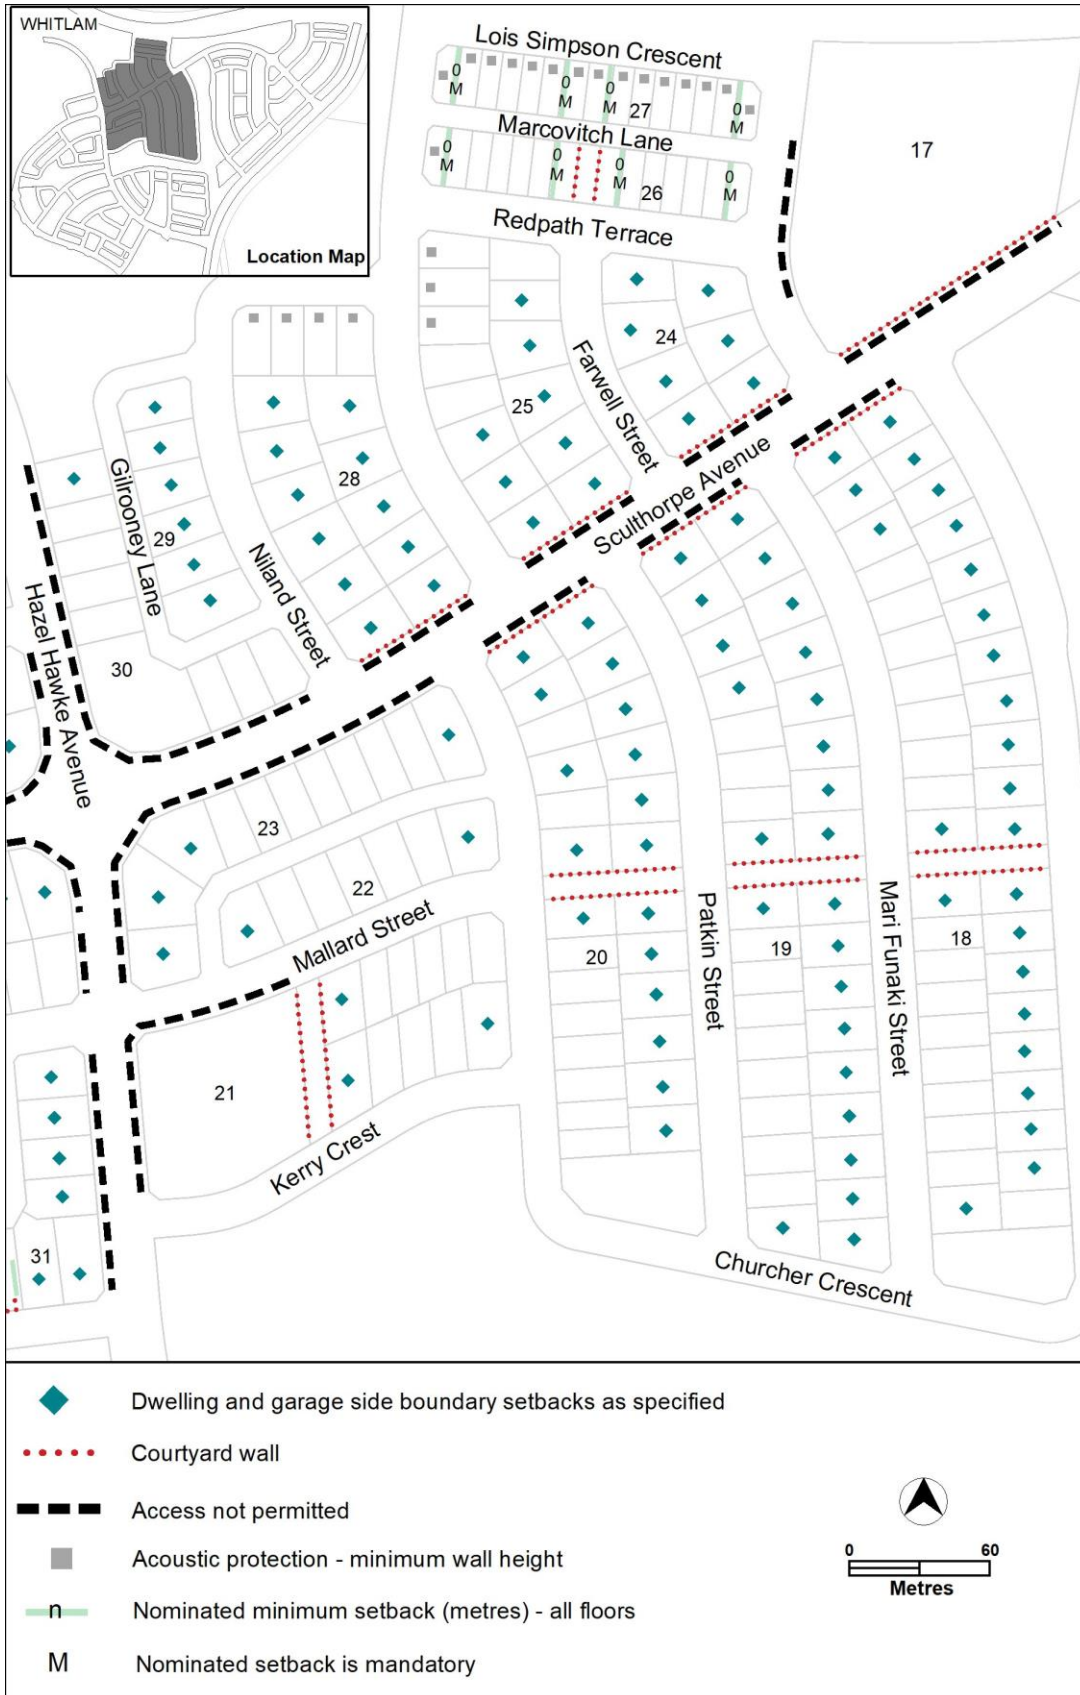 WHITLAM
Location Map
Lois Simpson Crescent
0
M
0
M
0
M
27
0
M
Marcovitch Lane
0
M
0
M
0
M
26
0
M
Redpath Terrace
17
24
Farwell Street
25
Sculthorpe Avenue
28
Gilrooney Lane
29
Niland Street
Hazel Hawke Avenue
30
23
22
Mallard Street
20
Patkin Street
19
Mari Funaki Street
18
21
Kerry Crest
31
Churcher Crescent
Dwelling and garage side boundary setbacks as specified
Courtyard wall
Access not permitted
Acoustic protection - minimum wall height
n
Nominated minimum setback (metres) - all floors
M
Nominated setback is mandatory
0 60
Metres